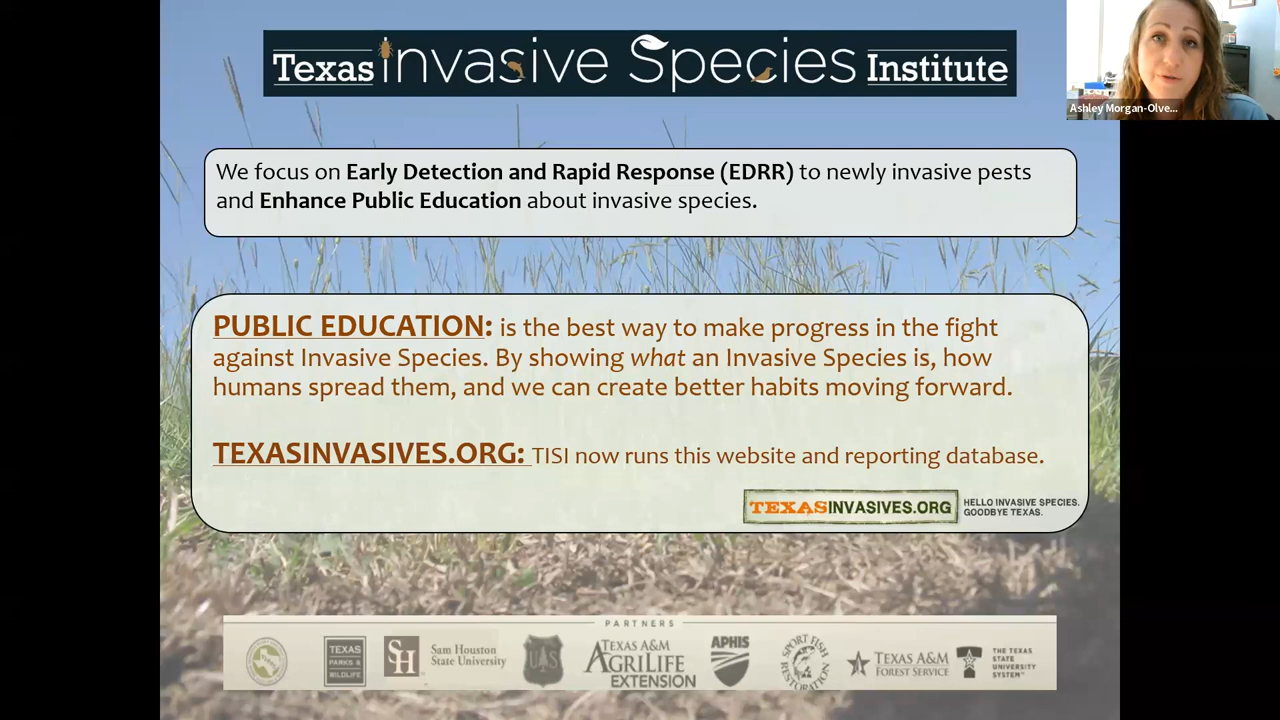 Texas Invasive Species Institute
Ashley Morgan-Olve...
We focus on Early Detection and Rapid Response (EDRR) to newly invasive pests
and Enhance Public Education about invasive species.
PUBLIC EDUCATION: is the best way to make progress in the fight
against Invasive Species. By showing what an Invasive Species is, how
humans spread them, and we can create better habits moving forward.
TEXASINVASIVES.ORG: TISI now runs this website and reporting database.
TEXASINVASIVES.ORG
HELLO INVASIVE SPECIES.
GOODBYE TEXAS.
PARTNERS
TEXAS
PARKS &
WILDLIFE
SH
Sam Houston
State University
UAS
TEXAS A&M
AGRILIFE
EXTENSION
APHIS
SPORT FISH
RESTORATION
TEXAS A&M
FOREST SERVICE
THE TEXAS
STATE
UNIVERSITY
SYSTEM